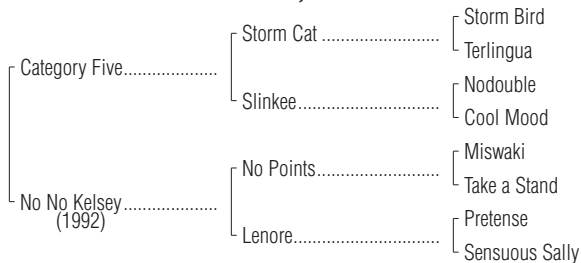 Storm Bird
Storm Cat ..............................
Terlingua
Category Five........................
Nodouble
Slinkee....................................
Cool Mood
Miswaki
No Points................................
Take a Stand
No No Kelsey........................
(1992)
Pretense
Lenore.....................................
Sensuous Sally